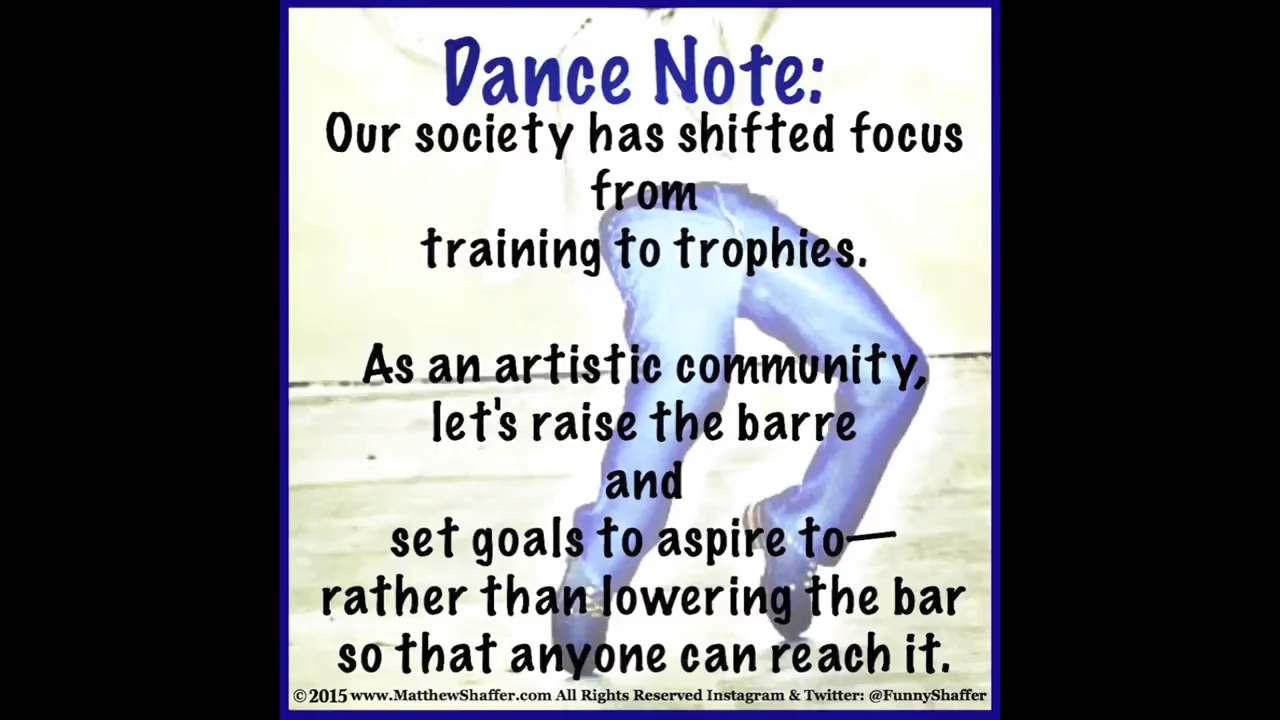 Dance Note:
Our society has shifted focus
from
training to trophies.
As an artistic community,
let's raise the barre
and
set goals to aspire to—
rather than lowering the bar
so that anyone can reach it.
©2015 www.MatthewShaffer.com All Rights Reserved Instagram & Twitter: @FunnyShaffer